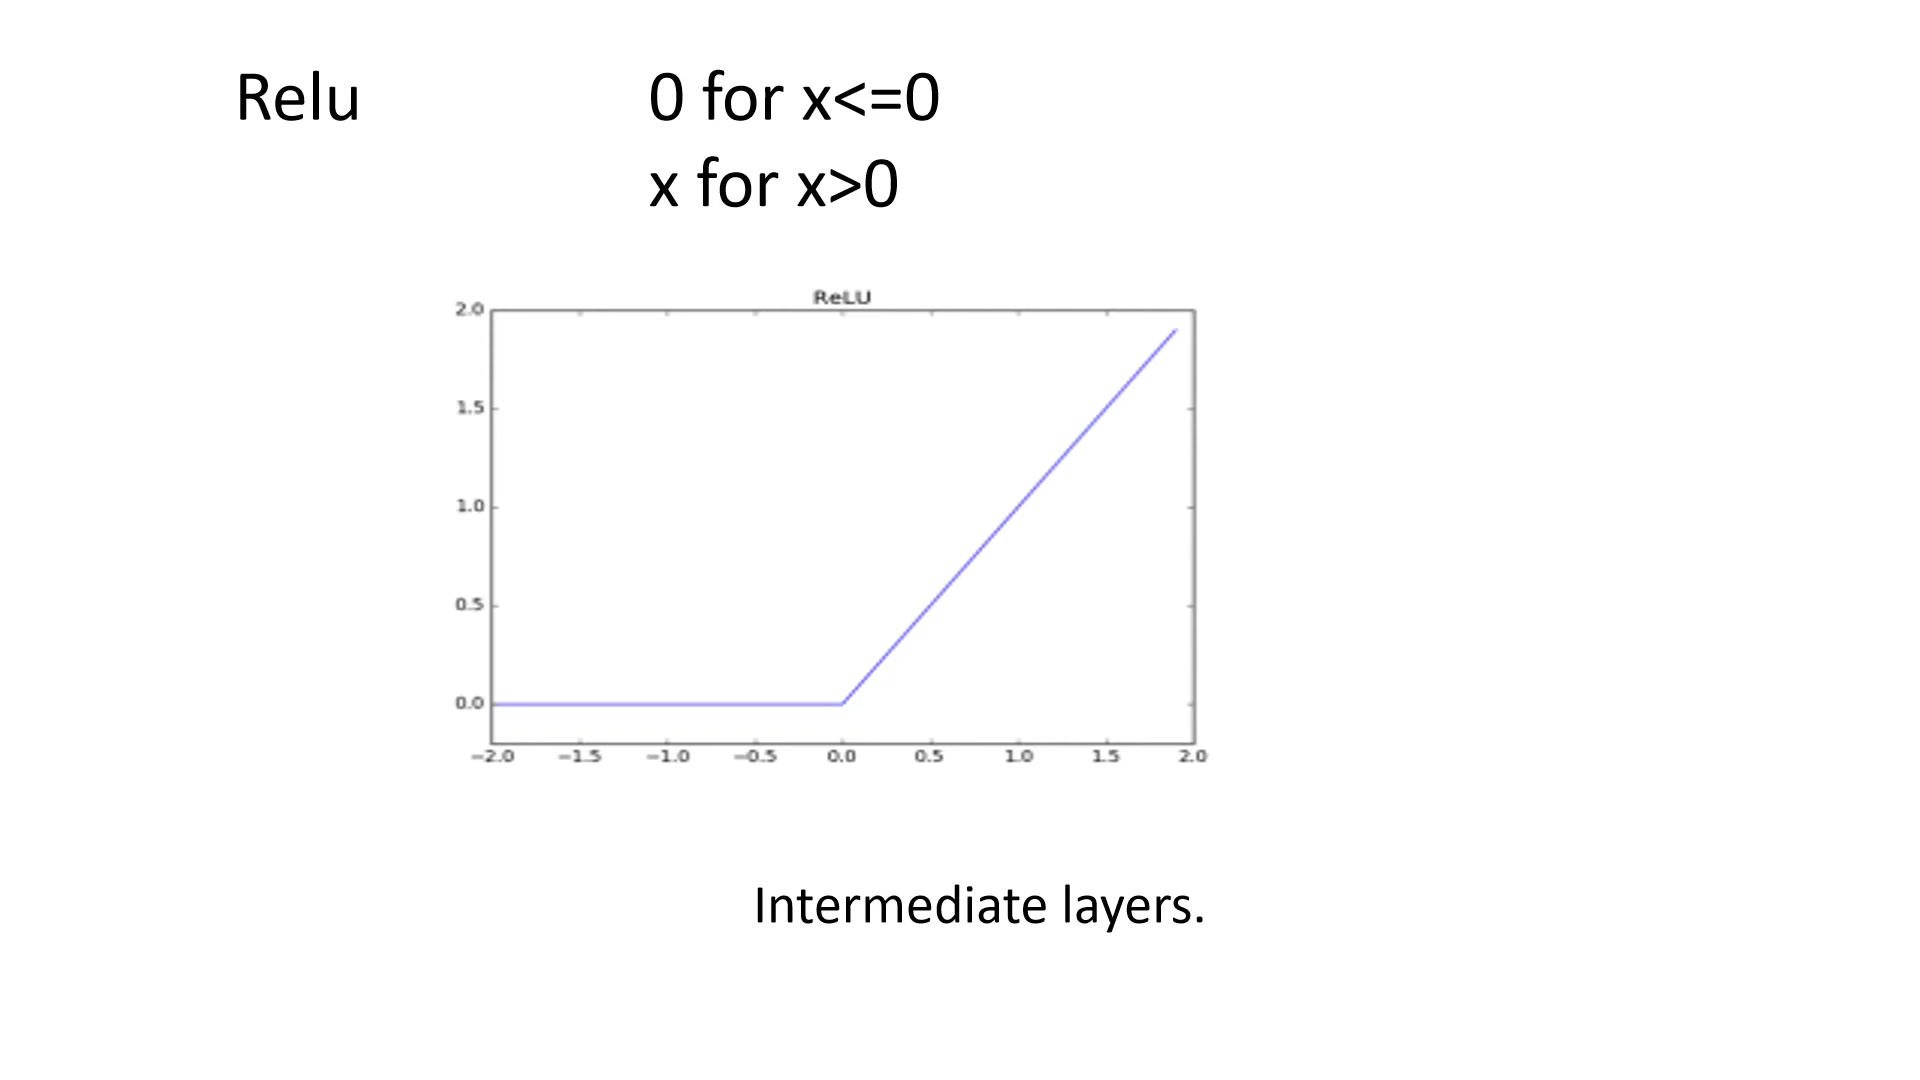 Relu
0 for x<=0
x for x>0
ReLU
2.0
1.5
1.0
0.5
0.0
−2.0 −1.5 −1.0 −0.5 0.0 0.5 1.0 1.5 2.0
Intermediate layers.